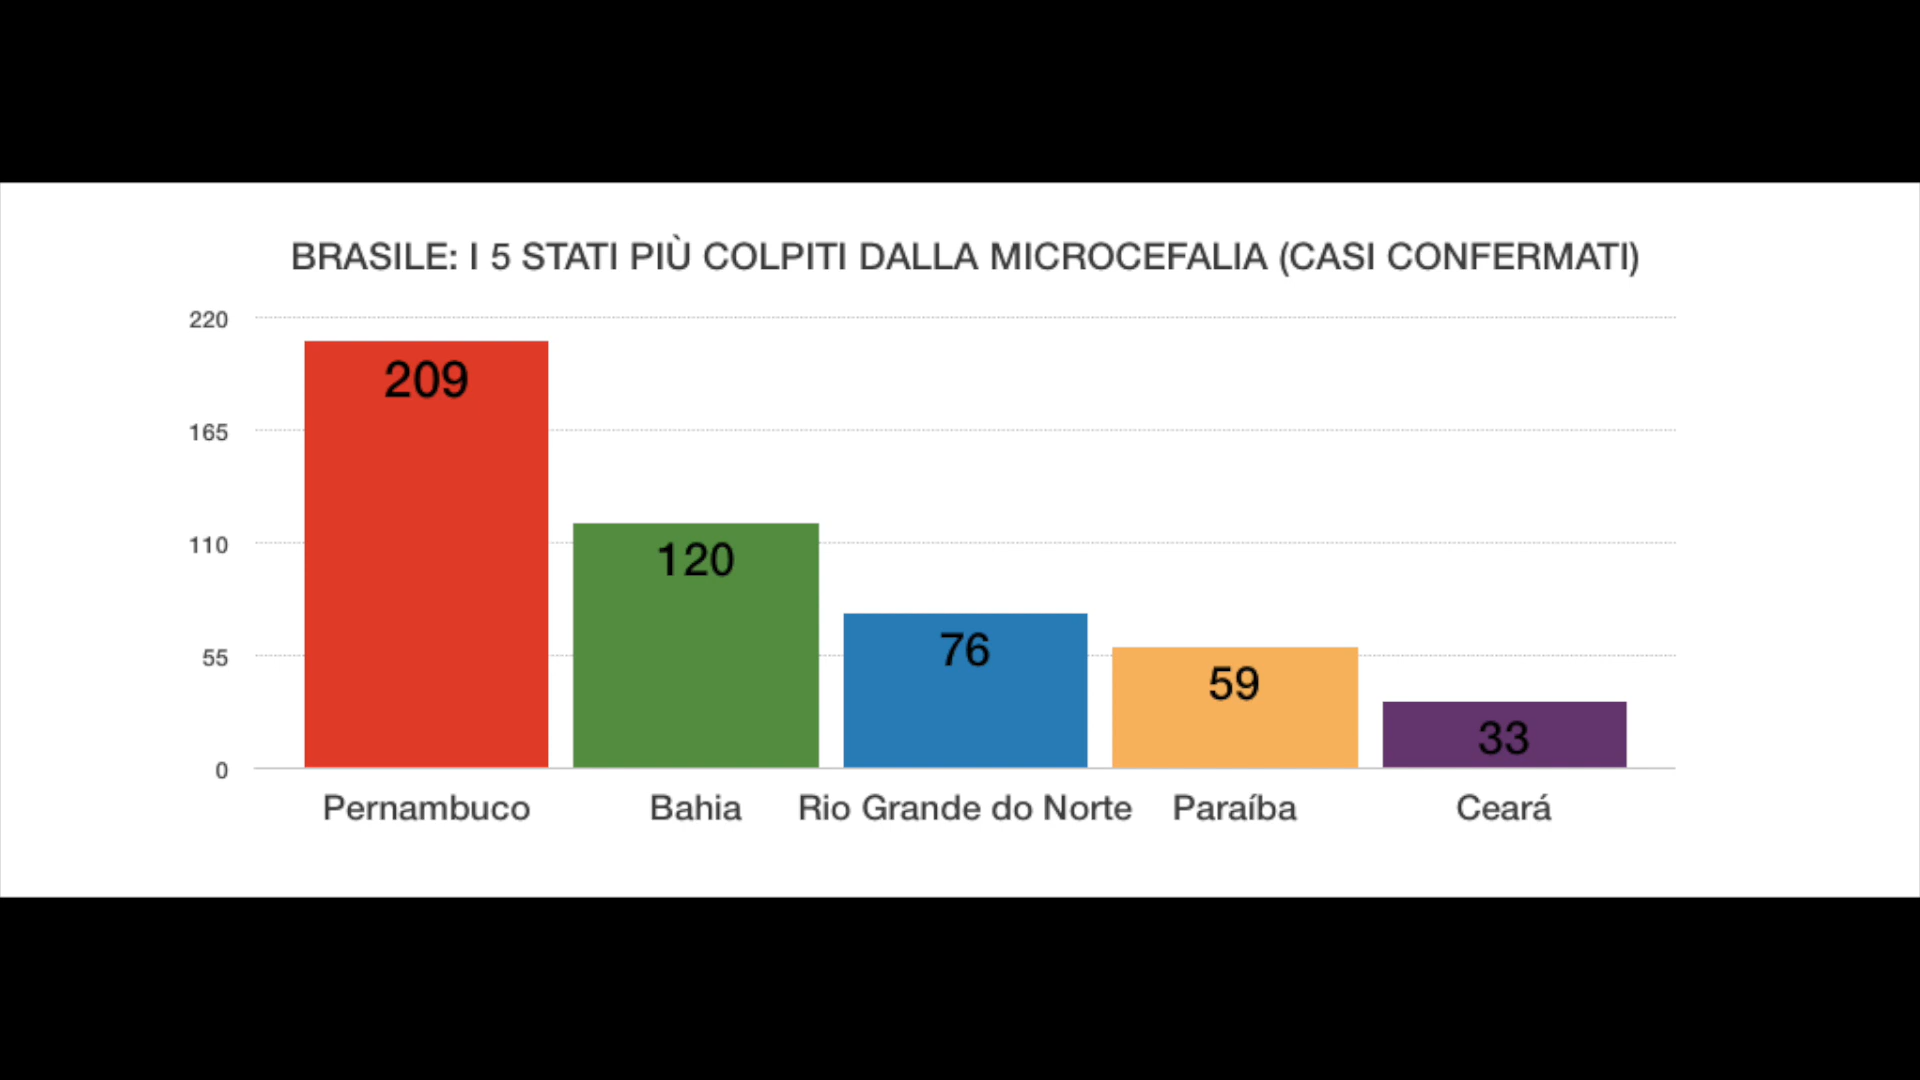 BRASILE: I 5 STATI PIÙ COLPITI DALLA MICROCEFALIA (CASI CONFERMATI)
220
165
110
55
0
209
120
76
59
33
Pernambuco
Bahia
Rio Grande do Norte
Paraíba
Ceará